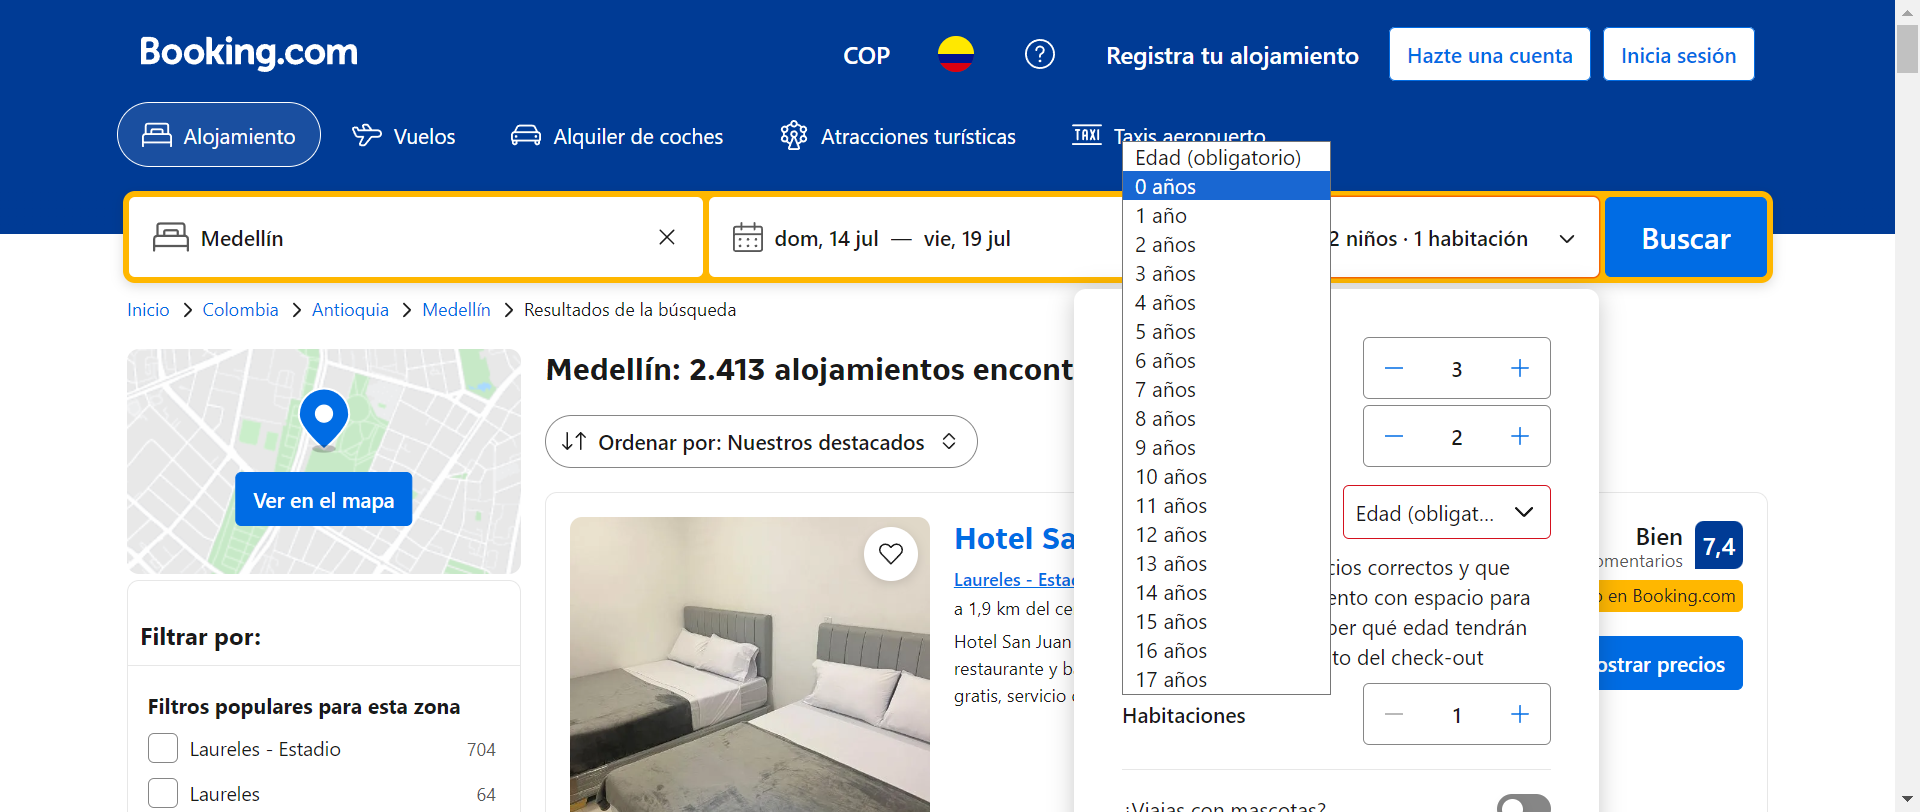 Booking.com
COP
Registra tu alojamiento
Hazte una cuenta
Inicia sesión
Alojamiento
Vuelos
Alquiler de coches
Atracciones turísticas
TAXI
Taxis aeropuerto
Medellín
dom, 14 jul — vie, 19 jul
2 niños · 1 habitación
Buscar
Edad (obligatorio)
0 años
1 año
2 años
3 años
4 años
5 años
6 años
7 años
8 años
9 años
10 años
11 años
12 años
13 años
14 años
15 años
16 años
17 años
Inicio
Colombia
Antioquia
Medellín
Resultados de la búsqueda
Ver en el mapa
Medellín: 2.413 alojamientos encont
Ordenar por: Nuestros destacados
3
2
Edad (obligat...
cios correctos y que
ento con espacio para
ber qué edad tendrán
to del check-out
Habitaciones
1
¿Viajas con mascotas?
Hotel Sa
Laureles - Esta
a 1,9 km del ce
Hotel San Juan
restaurante y b
gratis, servicio
Bien
7,4
omentarios
o en Booking.com
ostrar precios
Filtrar por:
Filtros populares para esta zona
Laureles - Estadio 704
Laureles 64